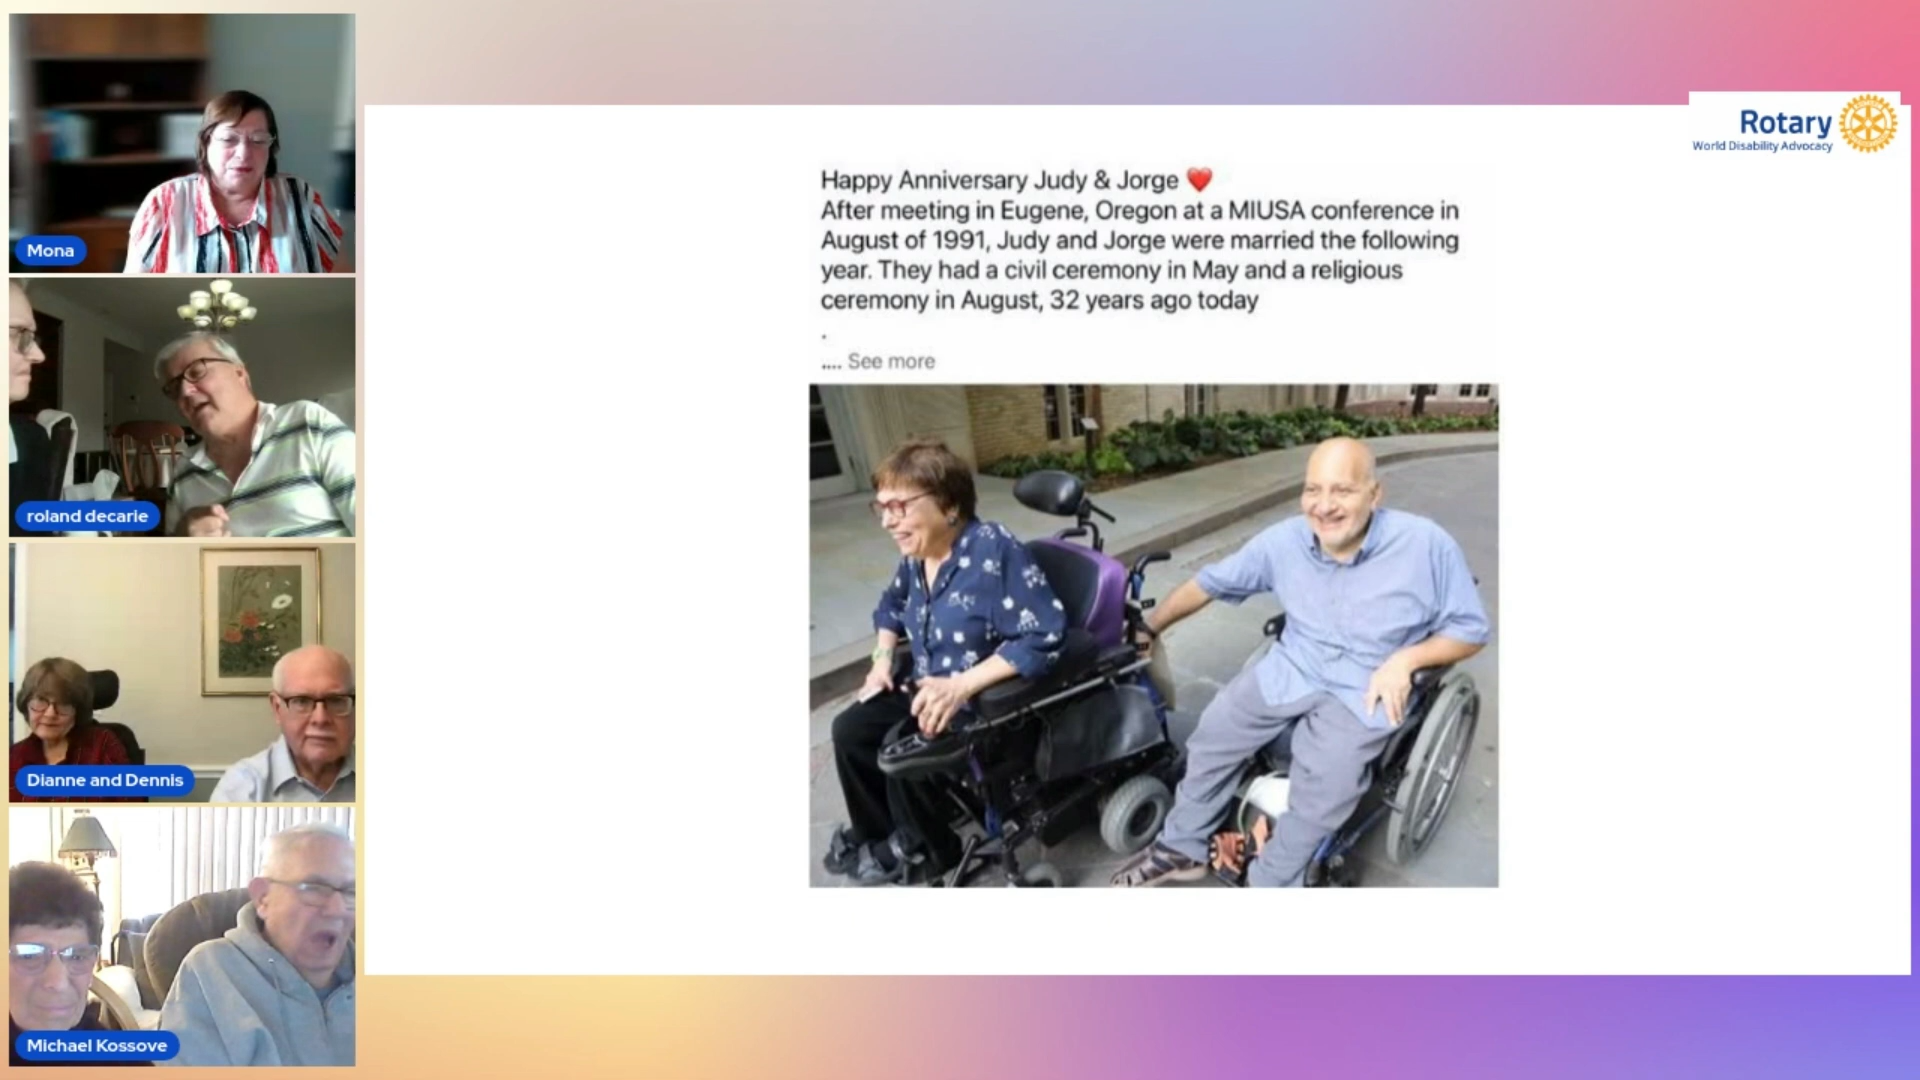 Mona
roland decarie
Dianne and Dennis
Michael Kossove
Rotary
World Disability Advocacy
Happy Anniversary Judy & Jorge ❤️
After meeting in Eugene, Oregon at a MIUSA conference in
August of 1991, Judy and Jorge were married the following
year. They had a civil ceremony in May and a religious
ceremony in August, 32 years ago today
.
.... See more